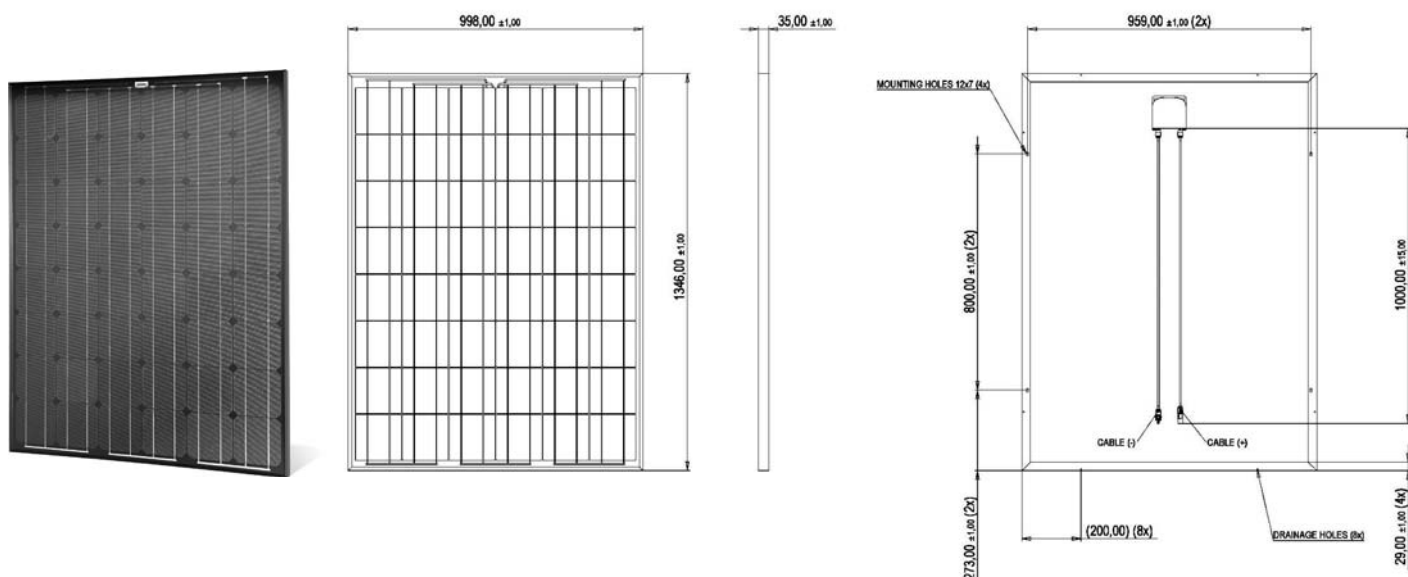 998,00 ±1,00
35,00 ±1,00
959,00 ±1,00 (2x)
MOUNTING HOLES 12x7 (4x)
1346,00 ±1,00
800,00 ±1,00 (2x)
1000,00 ±15,00
CABLE (-)
CABLE (+)
273,00 ±1,00 (2x)
(200,00) (8x)
DRAINAGE HOLES (8x)
29,00 ±1,00 (4x)